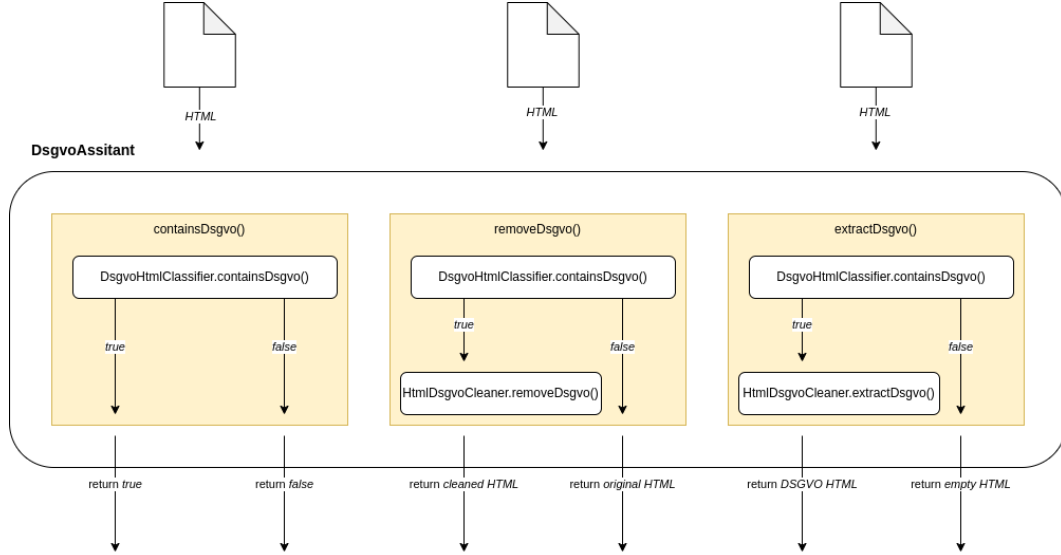 HTML HTML HTML
DsgvoAssitant
containsDsgvo() removeDsgvo() extractDsgvo()
DsgvoHtmlClassifier.containsDsgvo() DsgvoHtmlClassifier.containsDsgvo() DsgvoHtmlClassifier.containsDsgvo()
true true
true false false false
HtmlDsgvoCleaner.removeDsgvo() HtmlDsgvoCleaner.extractDsgvo()
return true return false return cleaned HTML return original HTML return DSGVO HTML return empty HTML